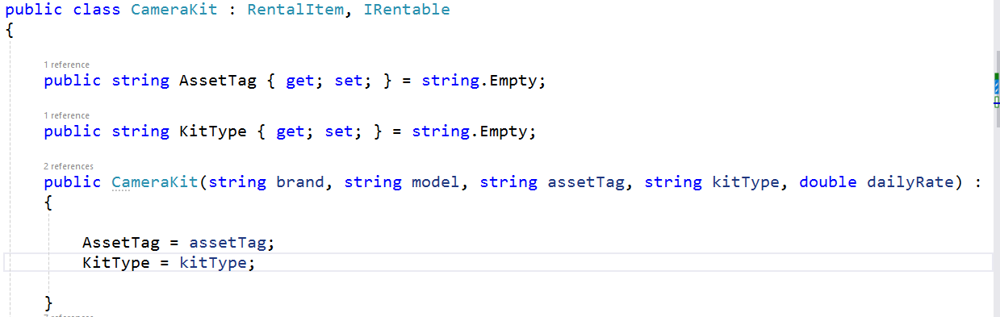 public class CameraKit : RentalItem, IRentable
{
1 reference
public string AssetTag { get; set; } = string.Empty;
1 reference
public string KitType { get; set; } = string.Empty;
2 references
public CameraKit(string brand, string model, string assetTag, string kitType, double dailyRate) :
{
AssetTag = assetTag;
KitType = kitType;
}